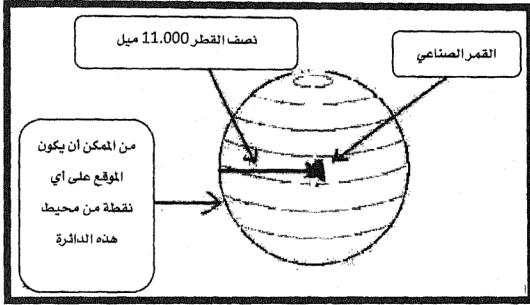 نصف القطر 11.000 ميل
القمر الصناعي
من الممكن أن يكون
الموقع على أي
نقطة من محيط
هذه الدائرة